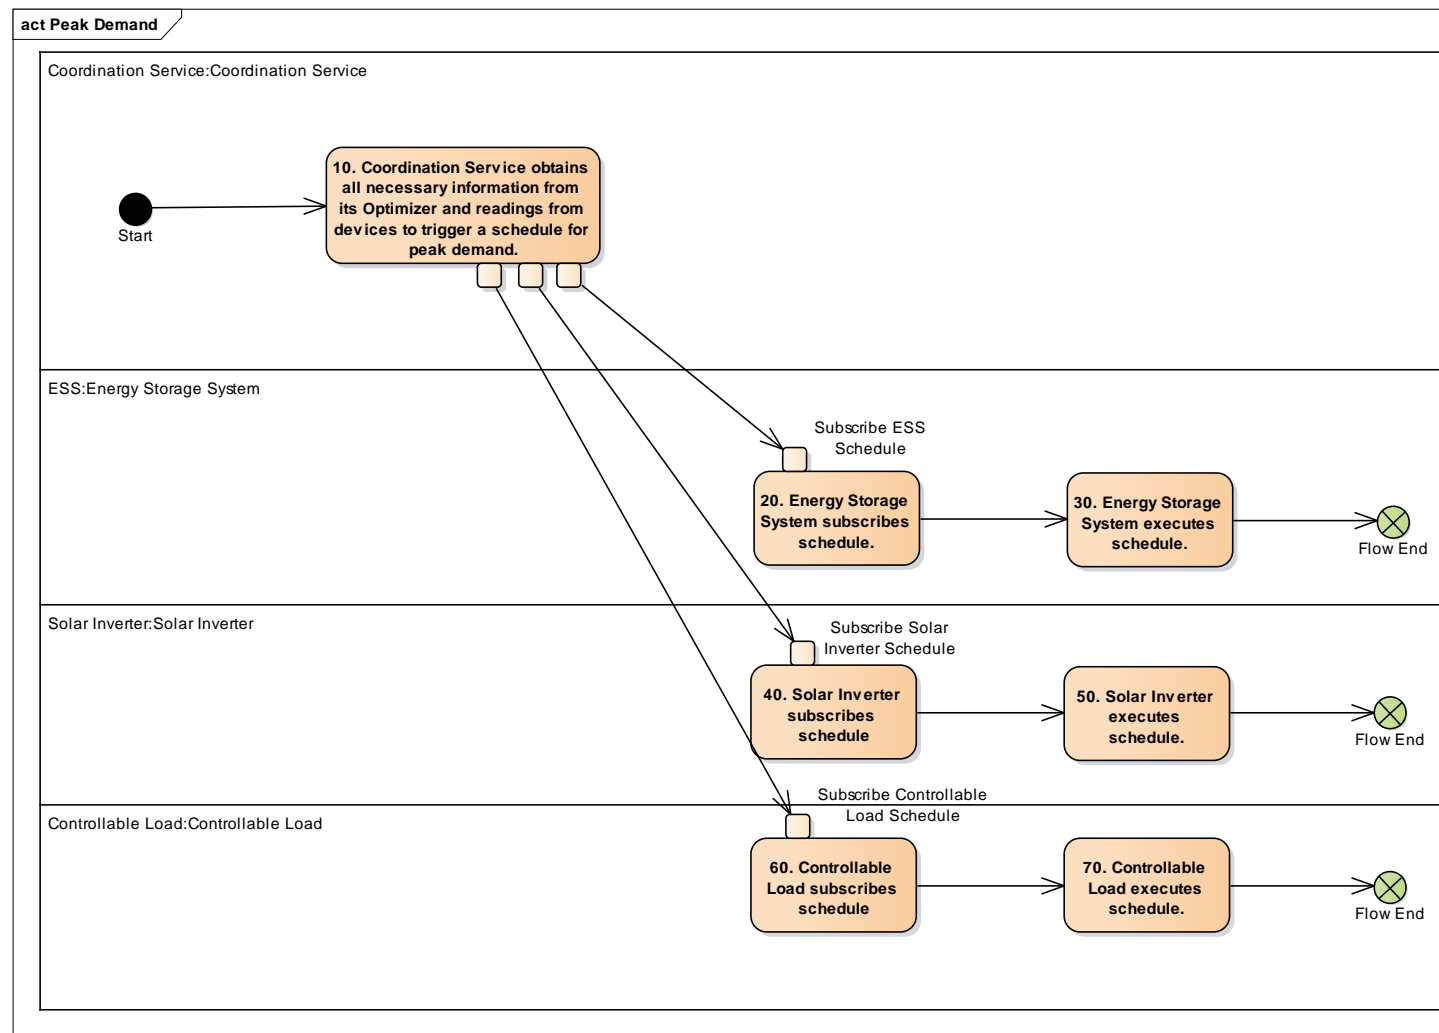 act Peak Demand
Coordination Service:Coordination Service
10. Coordination Service obtains
all necessary information from
its Optimizer and readings from
devices to trigger a schedule for
peak demand.
Start
ESS:Energy Storage System
Subscribe ESS
Schedule
20. Energy Storage
System subscribes
schedule.
30. Energy Storage
System executes
schedule.
Flow End
Solar Inverter:Solar Inverter
Subscribe Solar
Inverter Schedule
40. Solar Inverter
subscribes
schedule
50. Solar Inverter
executes
schedule.
Flow End
Controllable Load:Controllable Load
Subscribe Controllable
Load Schedule
60. Controllable
Load subscribes
schedule
70. Controllable
Load executes
schedule.
Flow End